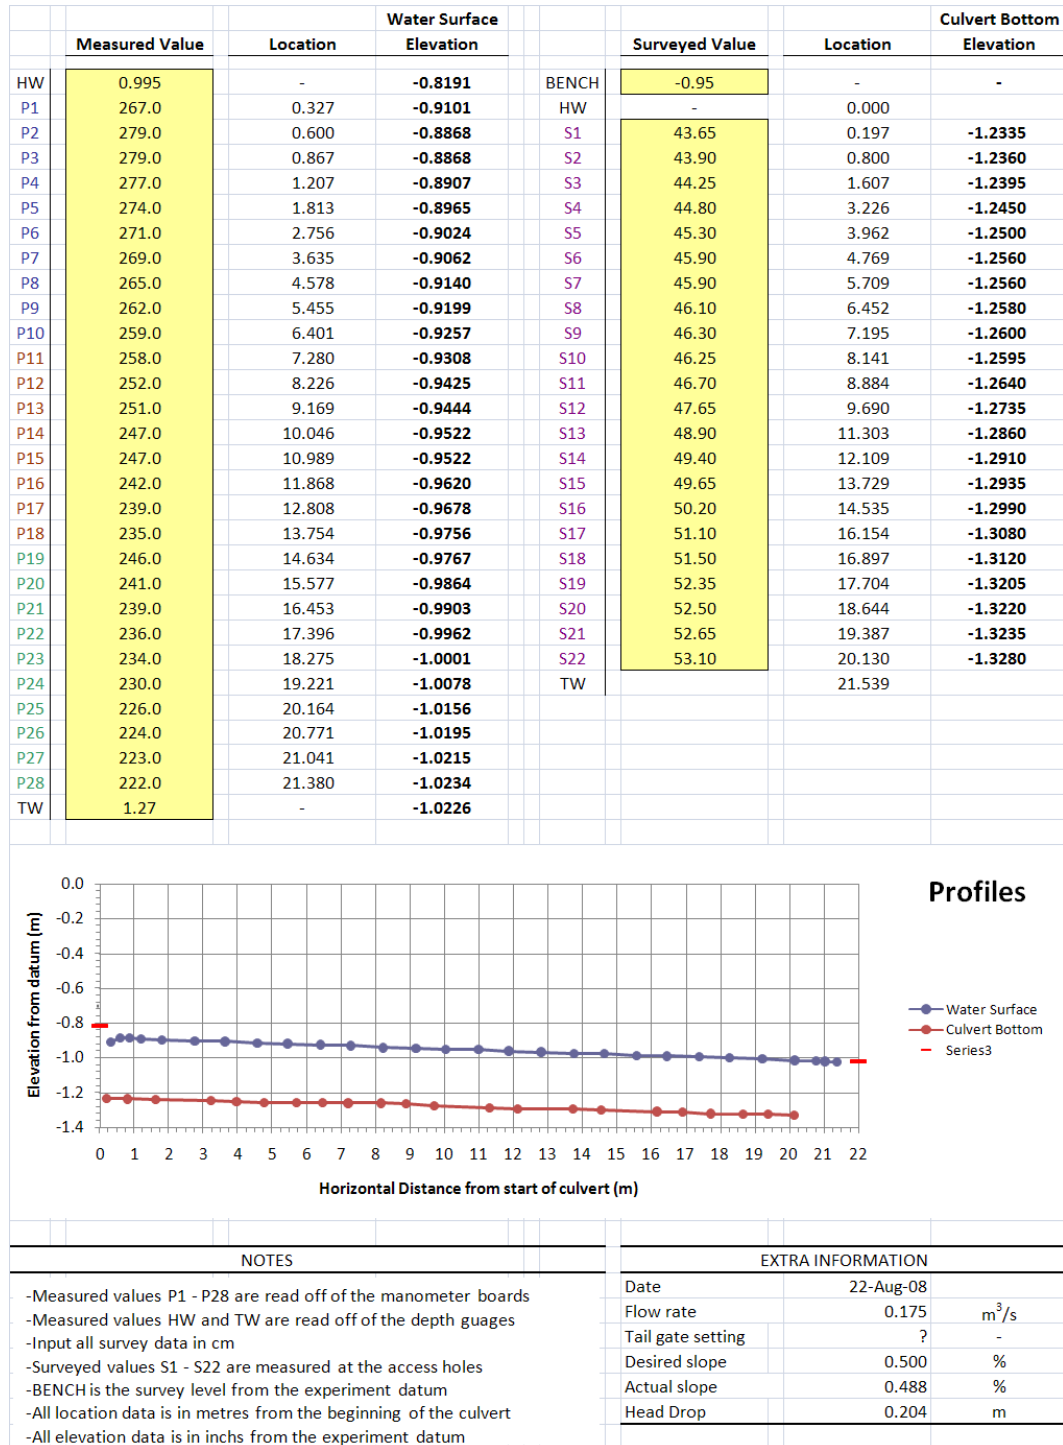 Water Surface Culvert Bottom
Measured Value Location Elevation Surveyed Value Location Elevation
HW 0.995 - -0.8191 BENCH -0.95 - -
P1 267.0 0.327 -0.9101 HW - 0.000
P2 279.0 0.600 -0.8868 S1 43.65 0.197 -1.2335
P3 279.0 0.867 -0.8868 S2 43.90 0.800 -1.2360
P4 277.0 1.207 -0.8907 S3 44.25 1.607 -1.2395
P5 274.0 1.813 -0.8965 S4 44.80 3.226 -1.2450
P6 271.0 2.756 -0.9024 S5 45.30 3.962 -1.2500
P7 269.0 3.635 -0.9062 S6 45.90 4.769 -1.2560
P8 265.0 4.578 -0.9140 S7 45.90 5.709 -1.2560
P9 262.0 5.455 -0.9199 S8 46.10 6.452 -1.2580
P10 259.0 6.401 -0.9257 S9 46.30 7.195 -1.2600
P11 258.0 7.280 -0.9308 S10 46.25 8.141 -1.2595
P12 252.0 8.226 -0.9425 S11 46.70 8.884 -1.2640
P13 251.0 9.169 -0.9444 S12 47.65 9.690 -1.2735
P14 247.0 10.046 -0.9522 S13 48.90 11.303 -1.2860
P15 247.0 10.989 -0.9522 S14 49.40 12.109 -1.2910
P16 242.0 11.868 -0.9620 S15 49.65 13.729 -1.2935
P17 239.0 12.808 -0.9678 S16 50.20 14.535 -1.2990
P18 235.0 13.754 -0.9756 S17 51.10 16.154 -1.3080
P19 246.0 14.634 -0.9767 S18 51.50 16.897 -1.3120
P20 241.0 15.577 -0.9864 S19 52.35 17.704 -1.3205
P21 239.0 16.453 -0.9903 S20 52.50 18.644 -1.3220
P22 236.0 17.396 -0.9962 S21 52.65 19.387 -1.3235
P23 234.0 18.275 -1.0001 S22 53.10 20.130 -1.3280
P24 230.0 19.221 -1.0078 TW 21.539
P25 226.0 20.164 -1.0156
P26 224.0 20.771 -1.0195
P27 223.0 21.041 -1.0215
P28 222.0 21.380 -1.0234
TW 1.27 - -1.0226
Profiles
Elevation from datum (m)
0.0
-0.2
-0.4
-0.6
-0.8
-1.0
-1.2
-1.4
0 1 2 3 4 5 6 7 8 9 10 11 12 13 14 15 16 17 18 19 20 21 22
Horizontal Distance from start of culvert (m)
Water Surface
Culvert Bottom
Series3
NOTES
-Measured values P1 - P28 are read off of the manometer boards
-Measured values HW and TW are read off of the depth guages
-Input all survey data in cm
-Surveyed values S1 - S22 are measured at the access holes
-BENCH is the survey level from the experiment datum
-All location data is in metres from the beginning of the culvert
-All elevation data is in inchs from the experiment datum
EXTRA INFORMATION
Date 22-Aug-08
Flow rate 0.175 m³/s
Tail gate setting ? -
Desired slope 0.500 %
Actual slope 0.488 %
Head Drop 0.204 m